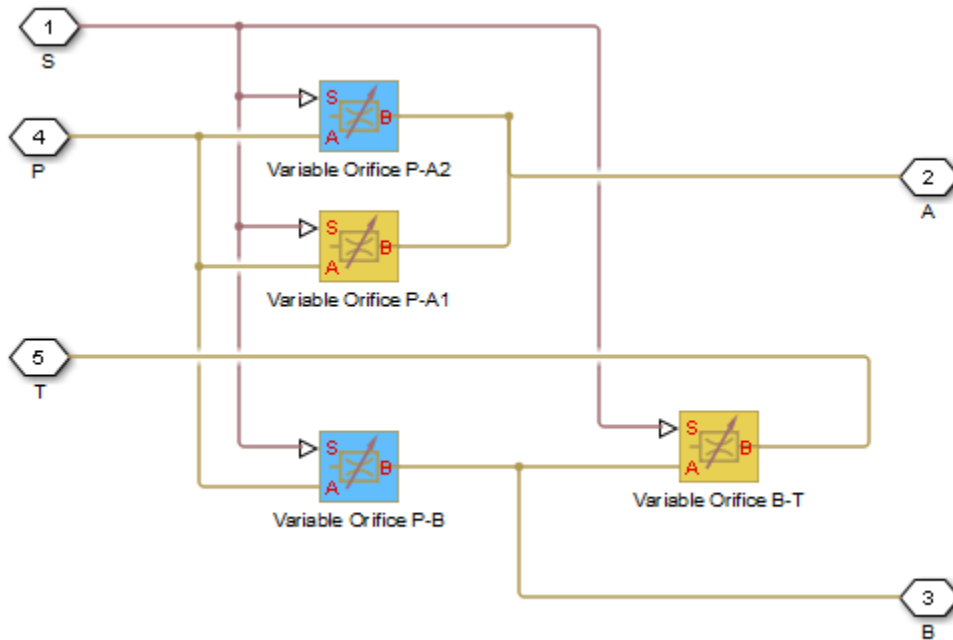 1
S
S
B
A
Variable Orifice P-A2
4
P
2
A
S
B
A
Variable Orifice P-A1
5
T
S
B
A
Variable Orifice B-T
S
B
A
Variable Orifice P-B
3
B